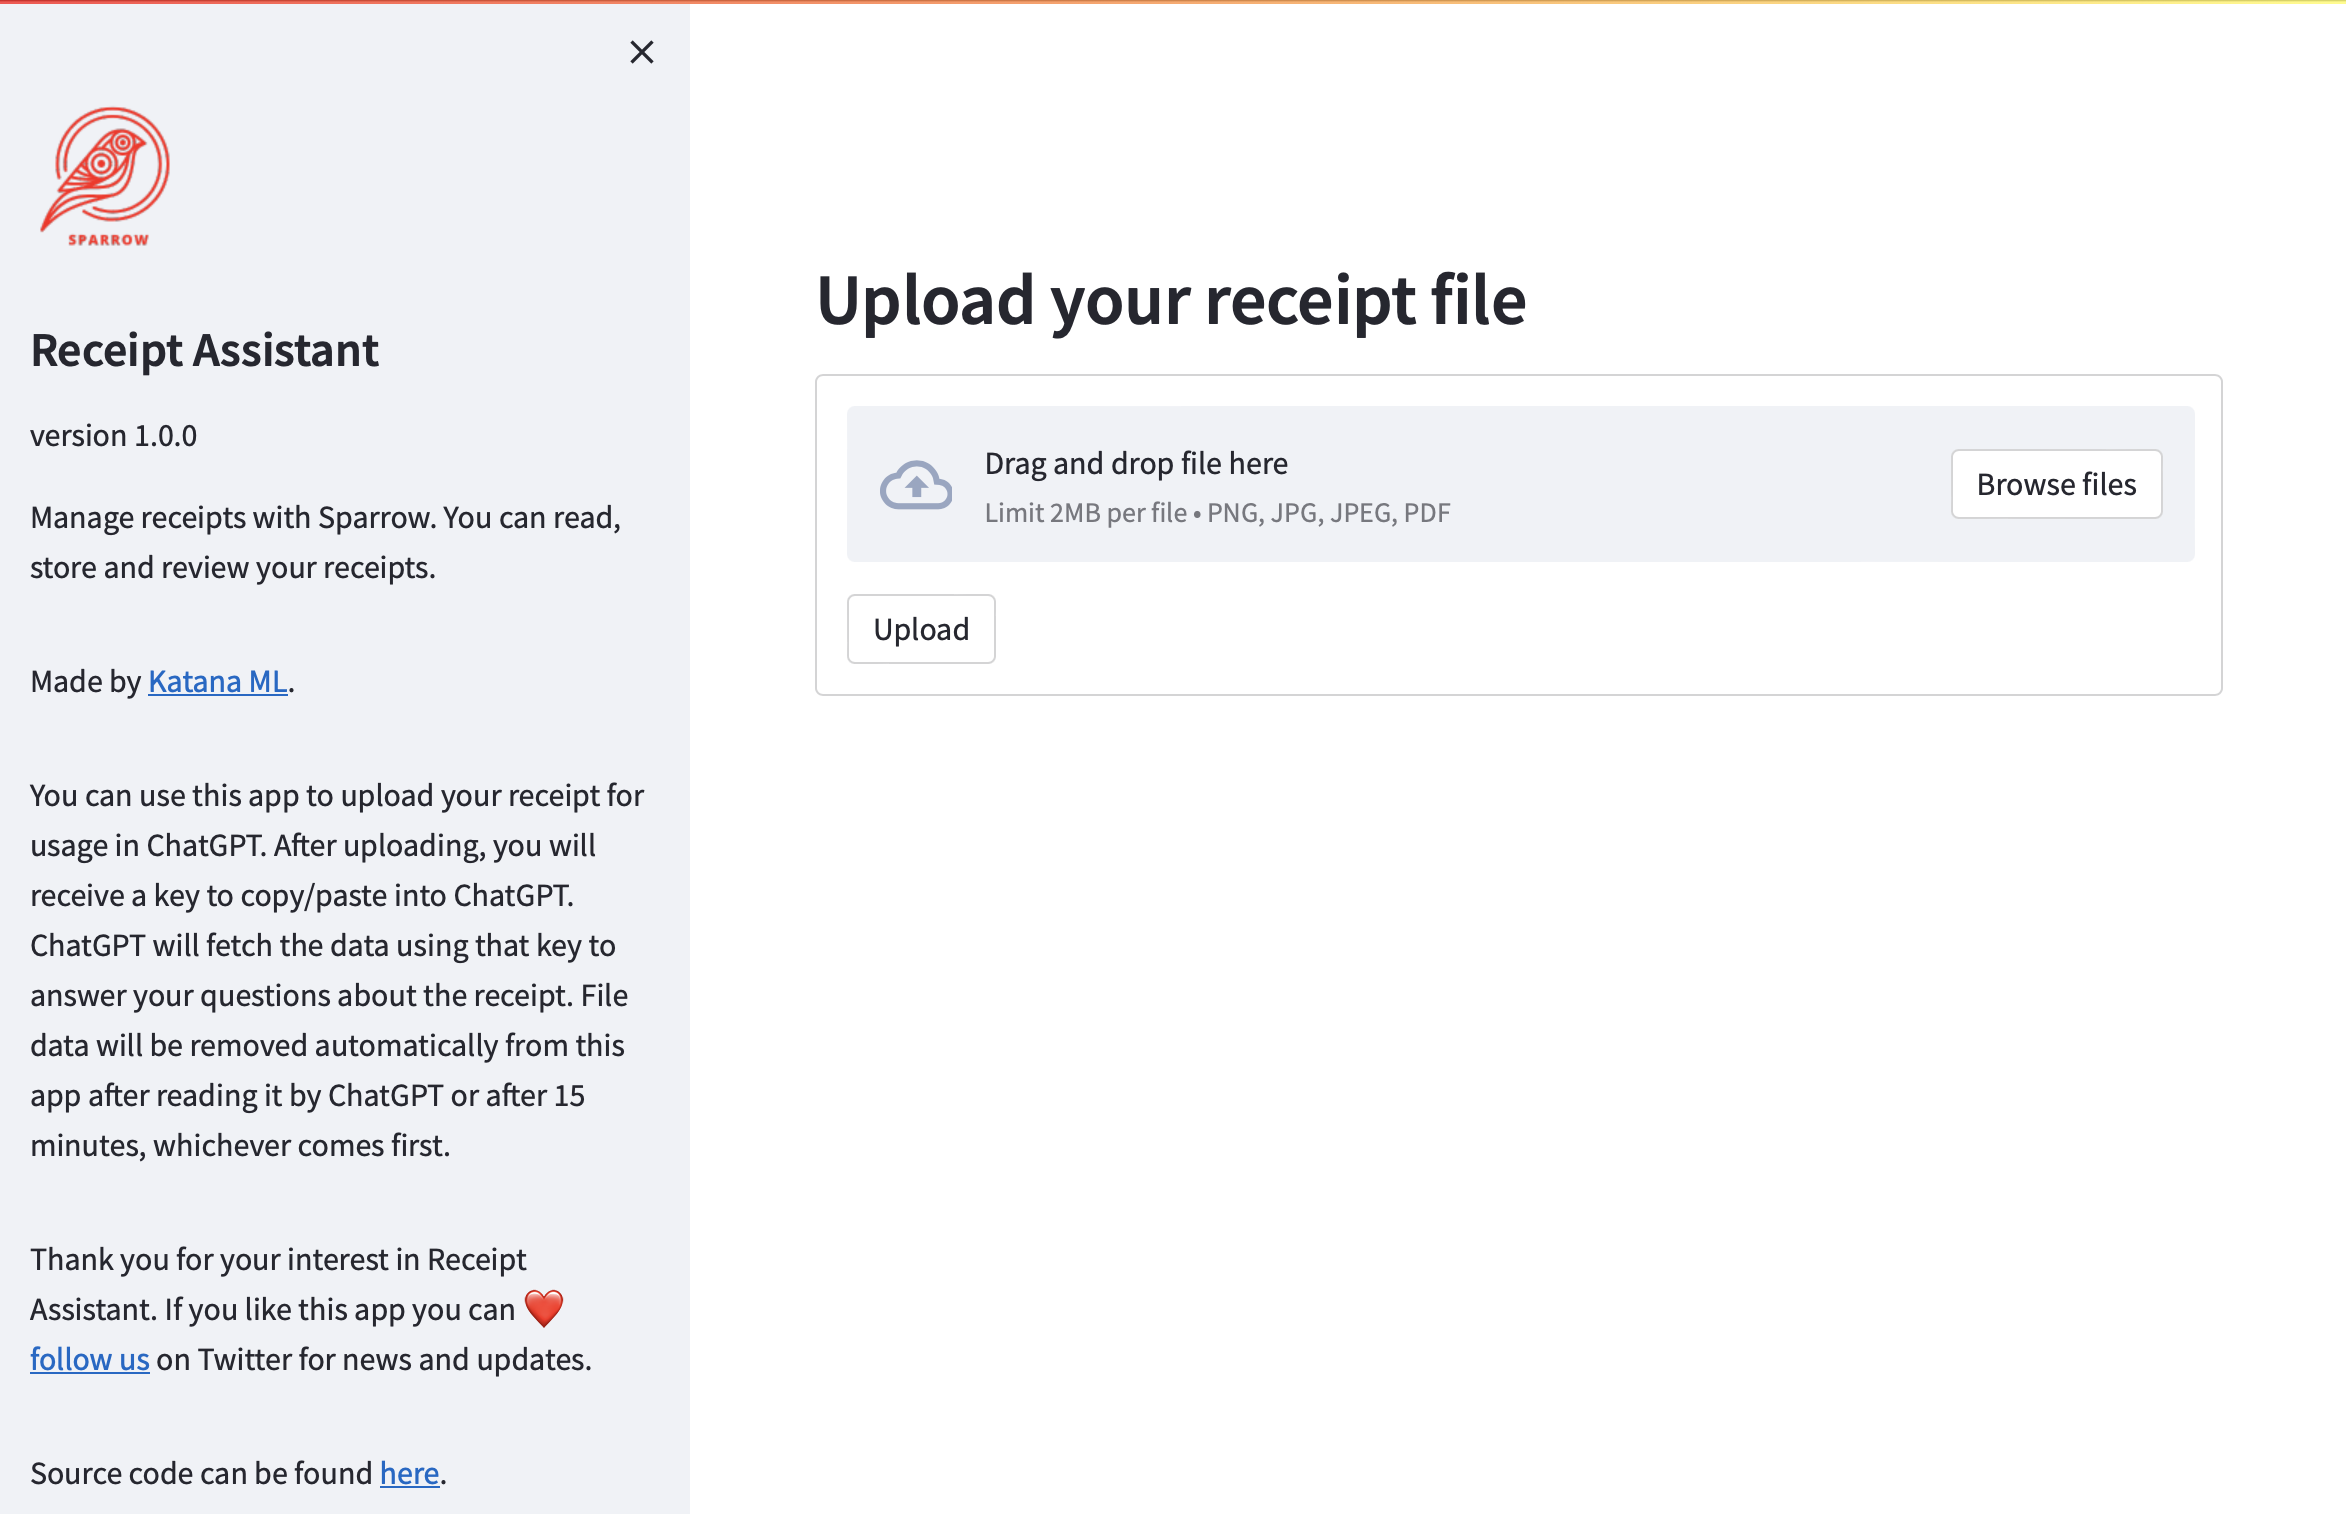 SPARROW
Receipt Assistant
version 1.0.0
Manage receipts with Sparrow. You can read,
store and review your receipts.
Made by Katana ML.
You can use this app to upload your receipt for
usage in ChatGPT. After uploading, you will
receive a key to copy/paste into ChatGPT.
ChatGPT will fetch the data using that key to
answer your questions about the receipt. File
data will be removed automatically from this
app after reading it by ChatGPT or after 15
minutes, whichever comes first.
Thank you for your interest in Receipt
Assistant. If you like this app you can ❤️
follow us on Twitter for news and updates.
Source code can be found here.
Upload your receipt file
Drag and drop file here
Limit 2MB per file • PNG, JPG, JPEG, PDF
Browse files
Upload